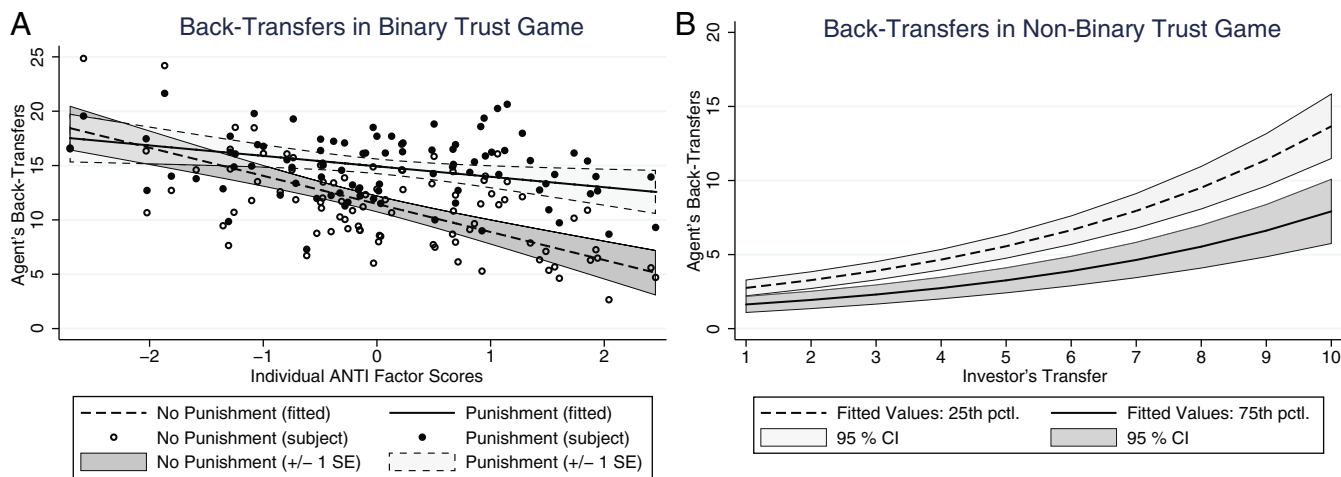 A
Back-Transfers in Binary Trust Game
Agent's Back-Transfers
25
20
15
10
5
0
−2
−1
0
1
2
Individual ANTI Factor Scores
No Punishment (fitted)
Punishment (fitted)
No Punishment (subject)
Punishment (subject)
No Punishment (+/− 1 SE)
Punishment (+/− 1 SE)
B
Back-Transfers in Non-Binary Trust Game
Agent's Back-Transfers
20
15
10
5
0
1
2
3
4
5
6
7
8
9
10
Investor's Transfer
Fitted Values: 25th pctl.
Fitted Values: 75th pctl.
95 % CI
95 % CI